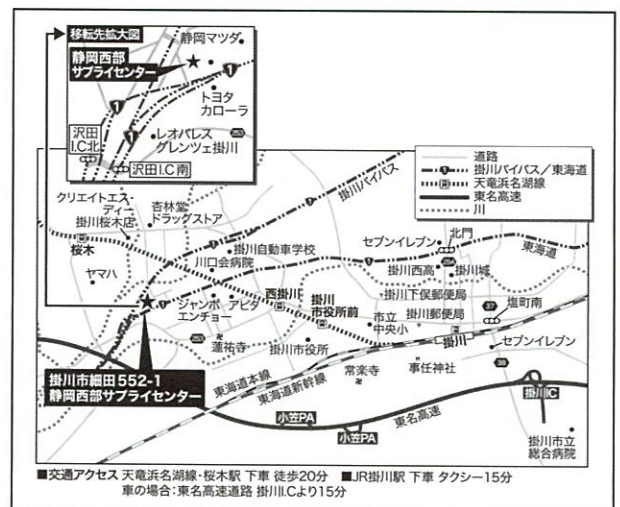 移転先拡大図
静岡マツダ
静岡西部
サプライセンター
1
トヨタ
カローラ
1
沢田
I.C北
1
レオパレス
グレンツェ掛川
253
沢田I.C南
道路
掛川バイパス／東海道
天竜浜名湖線
東名高速
川
クリエイトエス・
ディー
掛川桜木店
杏林堂
ドラッグストア
掛川バイパス
桜木
掛川自動車学校
川口会病院
セブンイレブン
北門
東海道
254
掛川西高
掛川城
ヤマハ
ジャンボ
エンチョー
アピタ
西掛川
掛川
市役所前
掛川下俣郵便局
市立
中央小
掛川郵便局
37
塩町南
掛川
253
蓮祐寺
掛川市役所
セブンイレブン
38
掛川市細田552-1
静岡西部サプライセンター
東海道本線
東海道新幹線
常楽寺
事任神社
小笠PA
小笠PA
東名高速
掛川IC
掛川市立
総合病院
■交通アクセス 天竜浜名湖線・桜木駅 下車 徒歩20分 ■JR掛川駅 下車 タクシー15分
車の場合：東名高速道路 掛川I.Cより15分